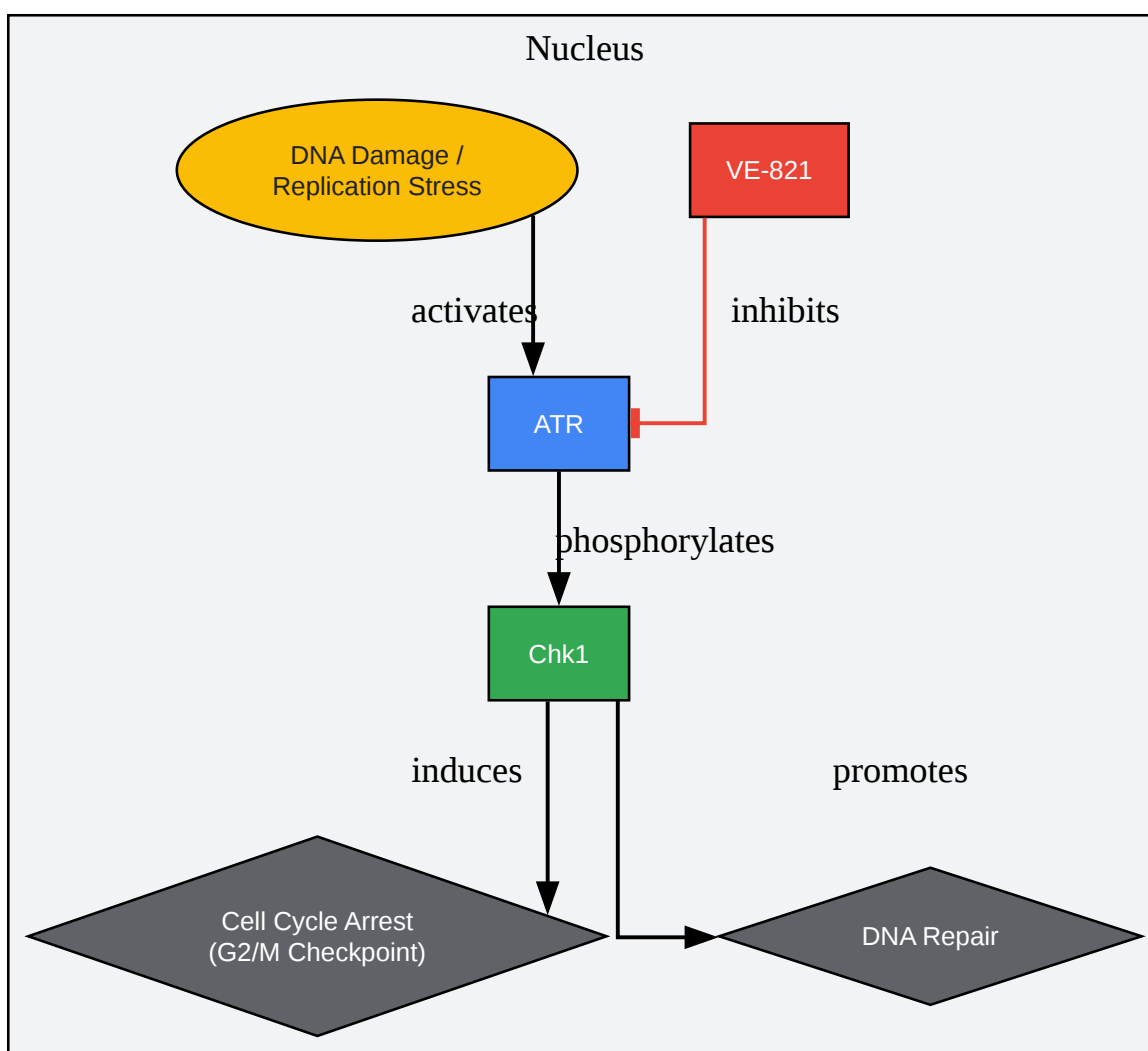 Nucleus
DNA Damage /
Replication Stress
VE-821
activates
inhibits
ATR
phosphorylates
Chk1
induces
promotes
Cell Cycle Arrest
(G2/M Checkpoint)
DNA Repair